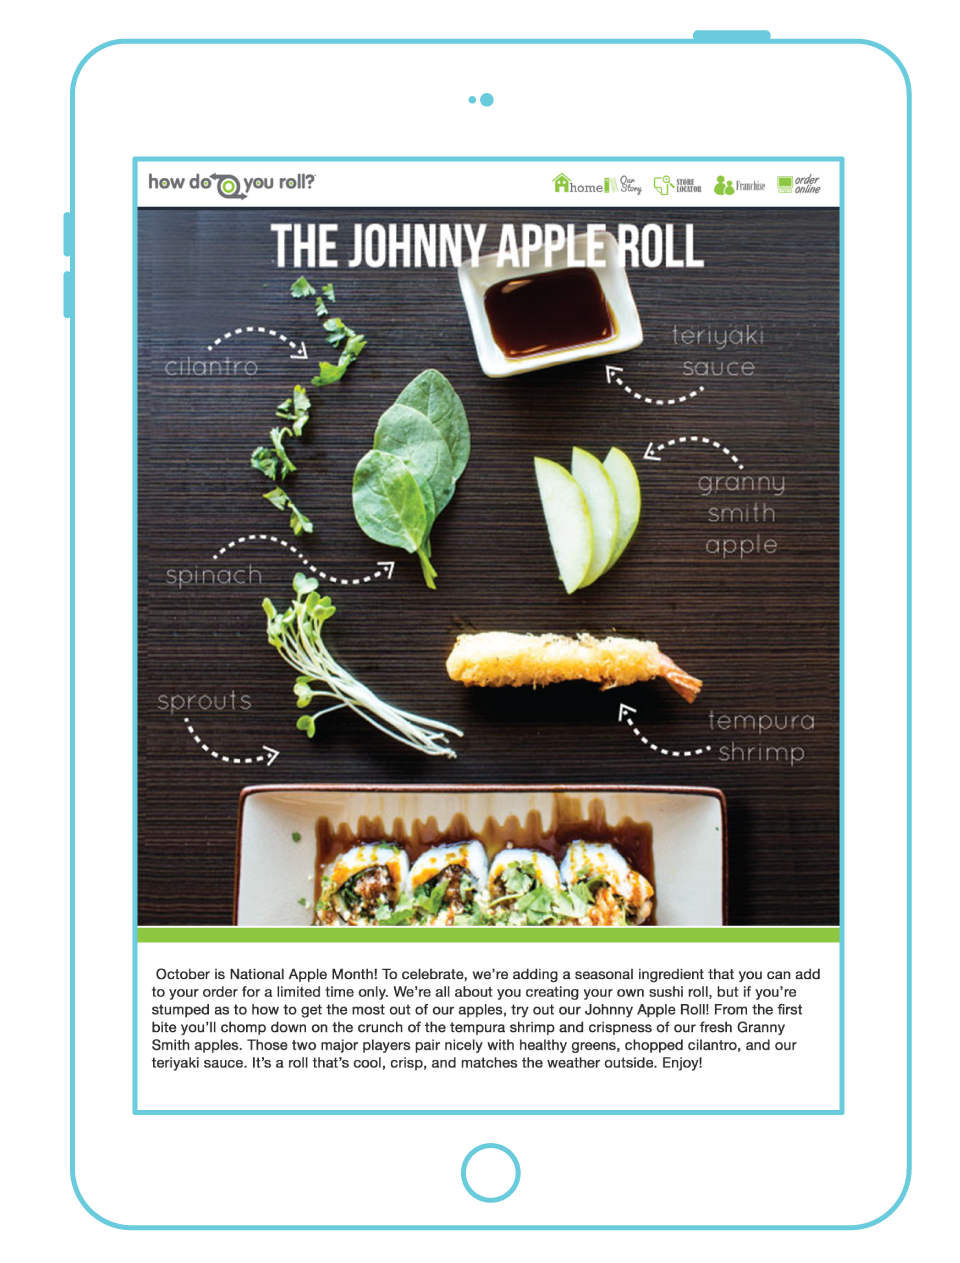 how do you roll?
home
Our
Story
STORE
LOCATOR
Franchise
order
online
THE JOHNNY APPLE ROLL
cilantro
teriyaki
sauce
granny
smith
apple
spinach
sprouts
tempura
shrimp
October is National Apple Month! To celebrate, we're adding a seasonal ingredient that you can add
to your order for a limited time only. We're all about you creating your own sushi roll, but if you're
stumped as to how to get the most out of our apples, try out our Johnny Apple Roll! From the first
bite you'll chomp down on the crunch of the tempura shrimp and crispness of our fresh Granny
Smith apples. Those two major players pair nicely with healthy greens, chopped cilantro, and our
teriyaki sauce. It's a roll that's cool, crisp, and matches the weather outside. Enjoy!